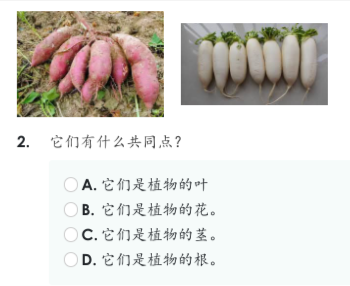 2. 它们有什么共同点?
A. 它们是植物的叶
B. 它们是植物的花。
C. 它们是植物的茎。
D. 它们是植物的根。